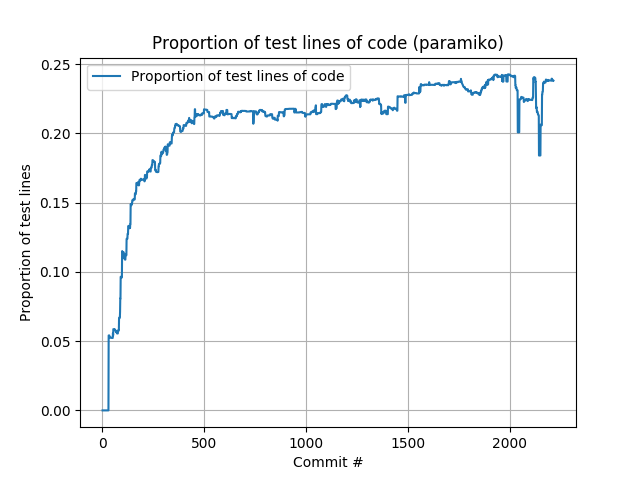 Proportion of test lines of code (paramiko)
Proportion of test lines of code
0.25
0.20
0.15
0.10
0.05
0.00
Proportion of test lines
0
500
1000
1500
2000
Commit #